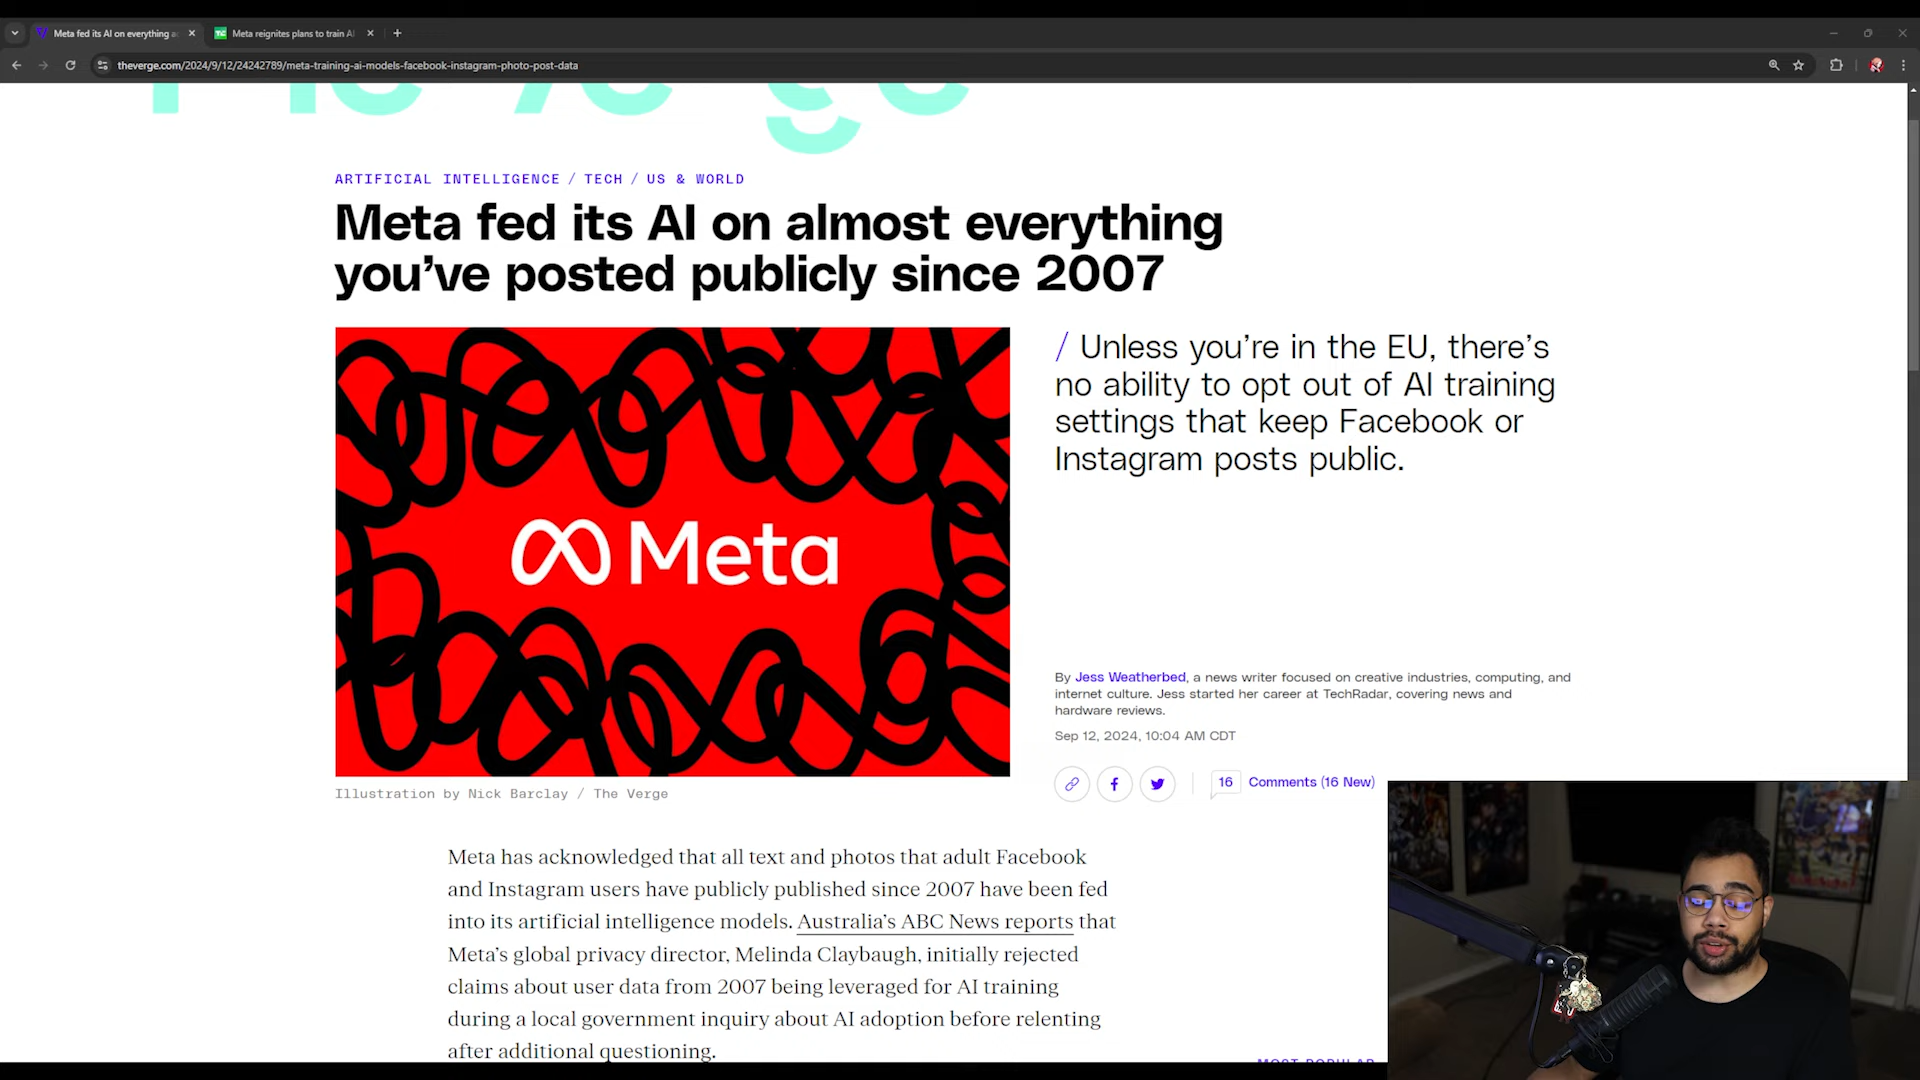 Meta fed its AI on everything a
Meta reignites plans to train AI
theverge.com/2024/9/12/24242789/meta-training-ai-models-facebook-instagram-photo-post-data
ARTIFICIAL INTELLIGENCE / TECH / US & WORLD
Meta fed its AI on almost everything
you’ve posted publicly since 2007
Meta
/ Unless you’re in the EU, there’s
no ability to opt out of AI training
settings that keep Facebook or
Instagram posts public.
By Jess Weatherbed, a news writer focused on creative industries, computing, and
internet culture. Jess started her career at TechRadar, covering news and
hardware reviews.
Sep 12, 2024, 10:04 AM CDT
16 Comments (16 New)
Illustration by Nick Barclay / The Verge
Meta has acknowledged that all text and photos that adult Facebook
and Instagram users have publicly published since 2007 have been fed
into its artificial intelligence models. Australia’s ABC News reports that
Meta’s global privacy director, Melinda Claybaugh, initially rejected
claims about user data from 2007 being leveraged for AI training
during a local government inquiry about AI adoption before relenting
after additional questioning.
MOST POPULAR